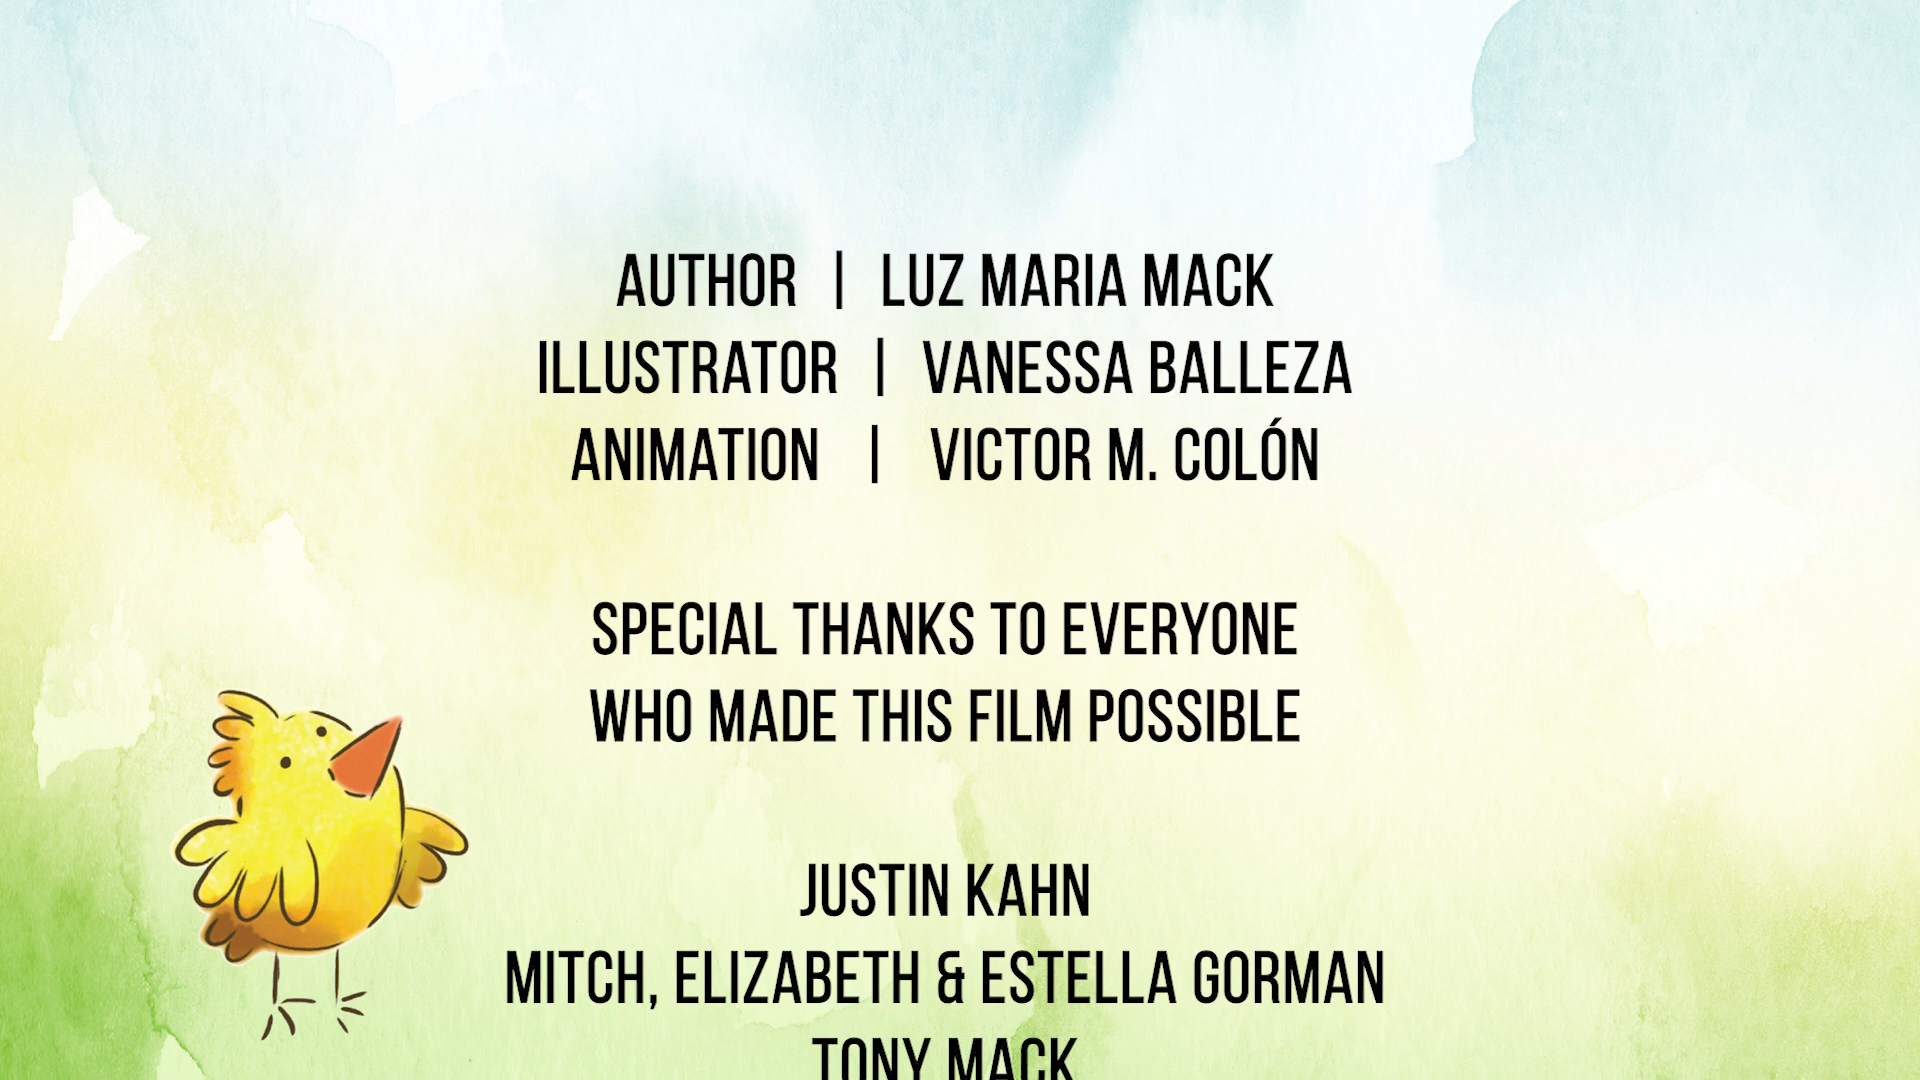 AUTHOR | LUZ MARIA MACK
ILLUSTRATOR | VANESSA BALLEZA
ANIMATION | VICTOR M. COLÓN
SPECIAL THANKS TO EVERYONE
WHO MADE THIS FILM POSSIBLE
JUSTIN KAHN
MITCH, ELIZABETH & ESTELLA GORMAN
TONY MACK